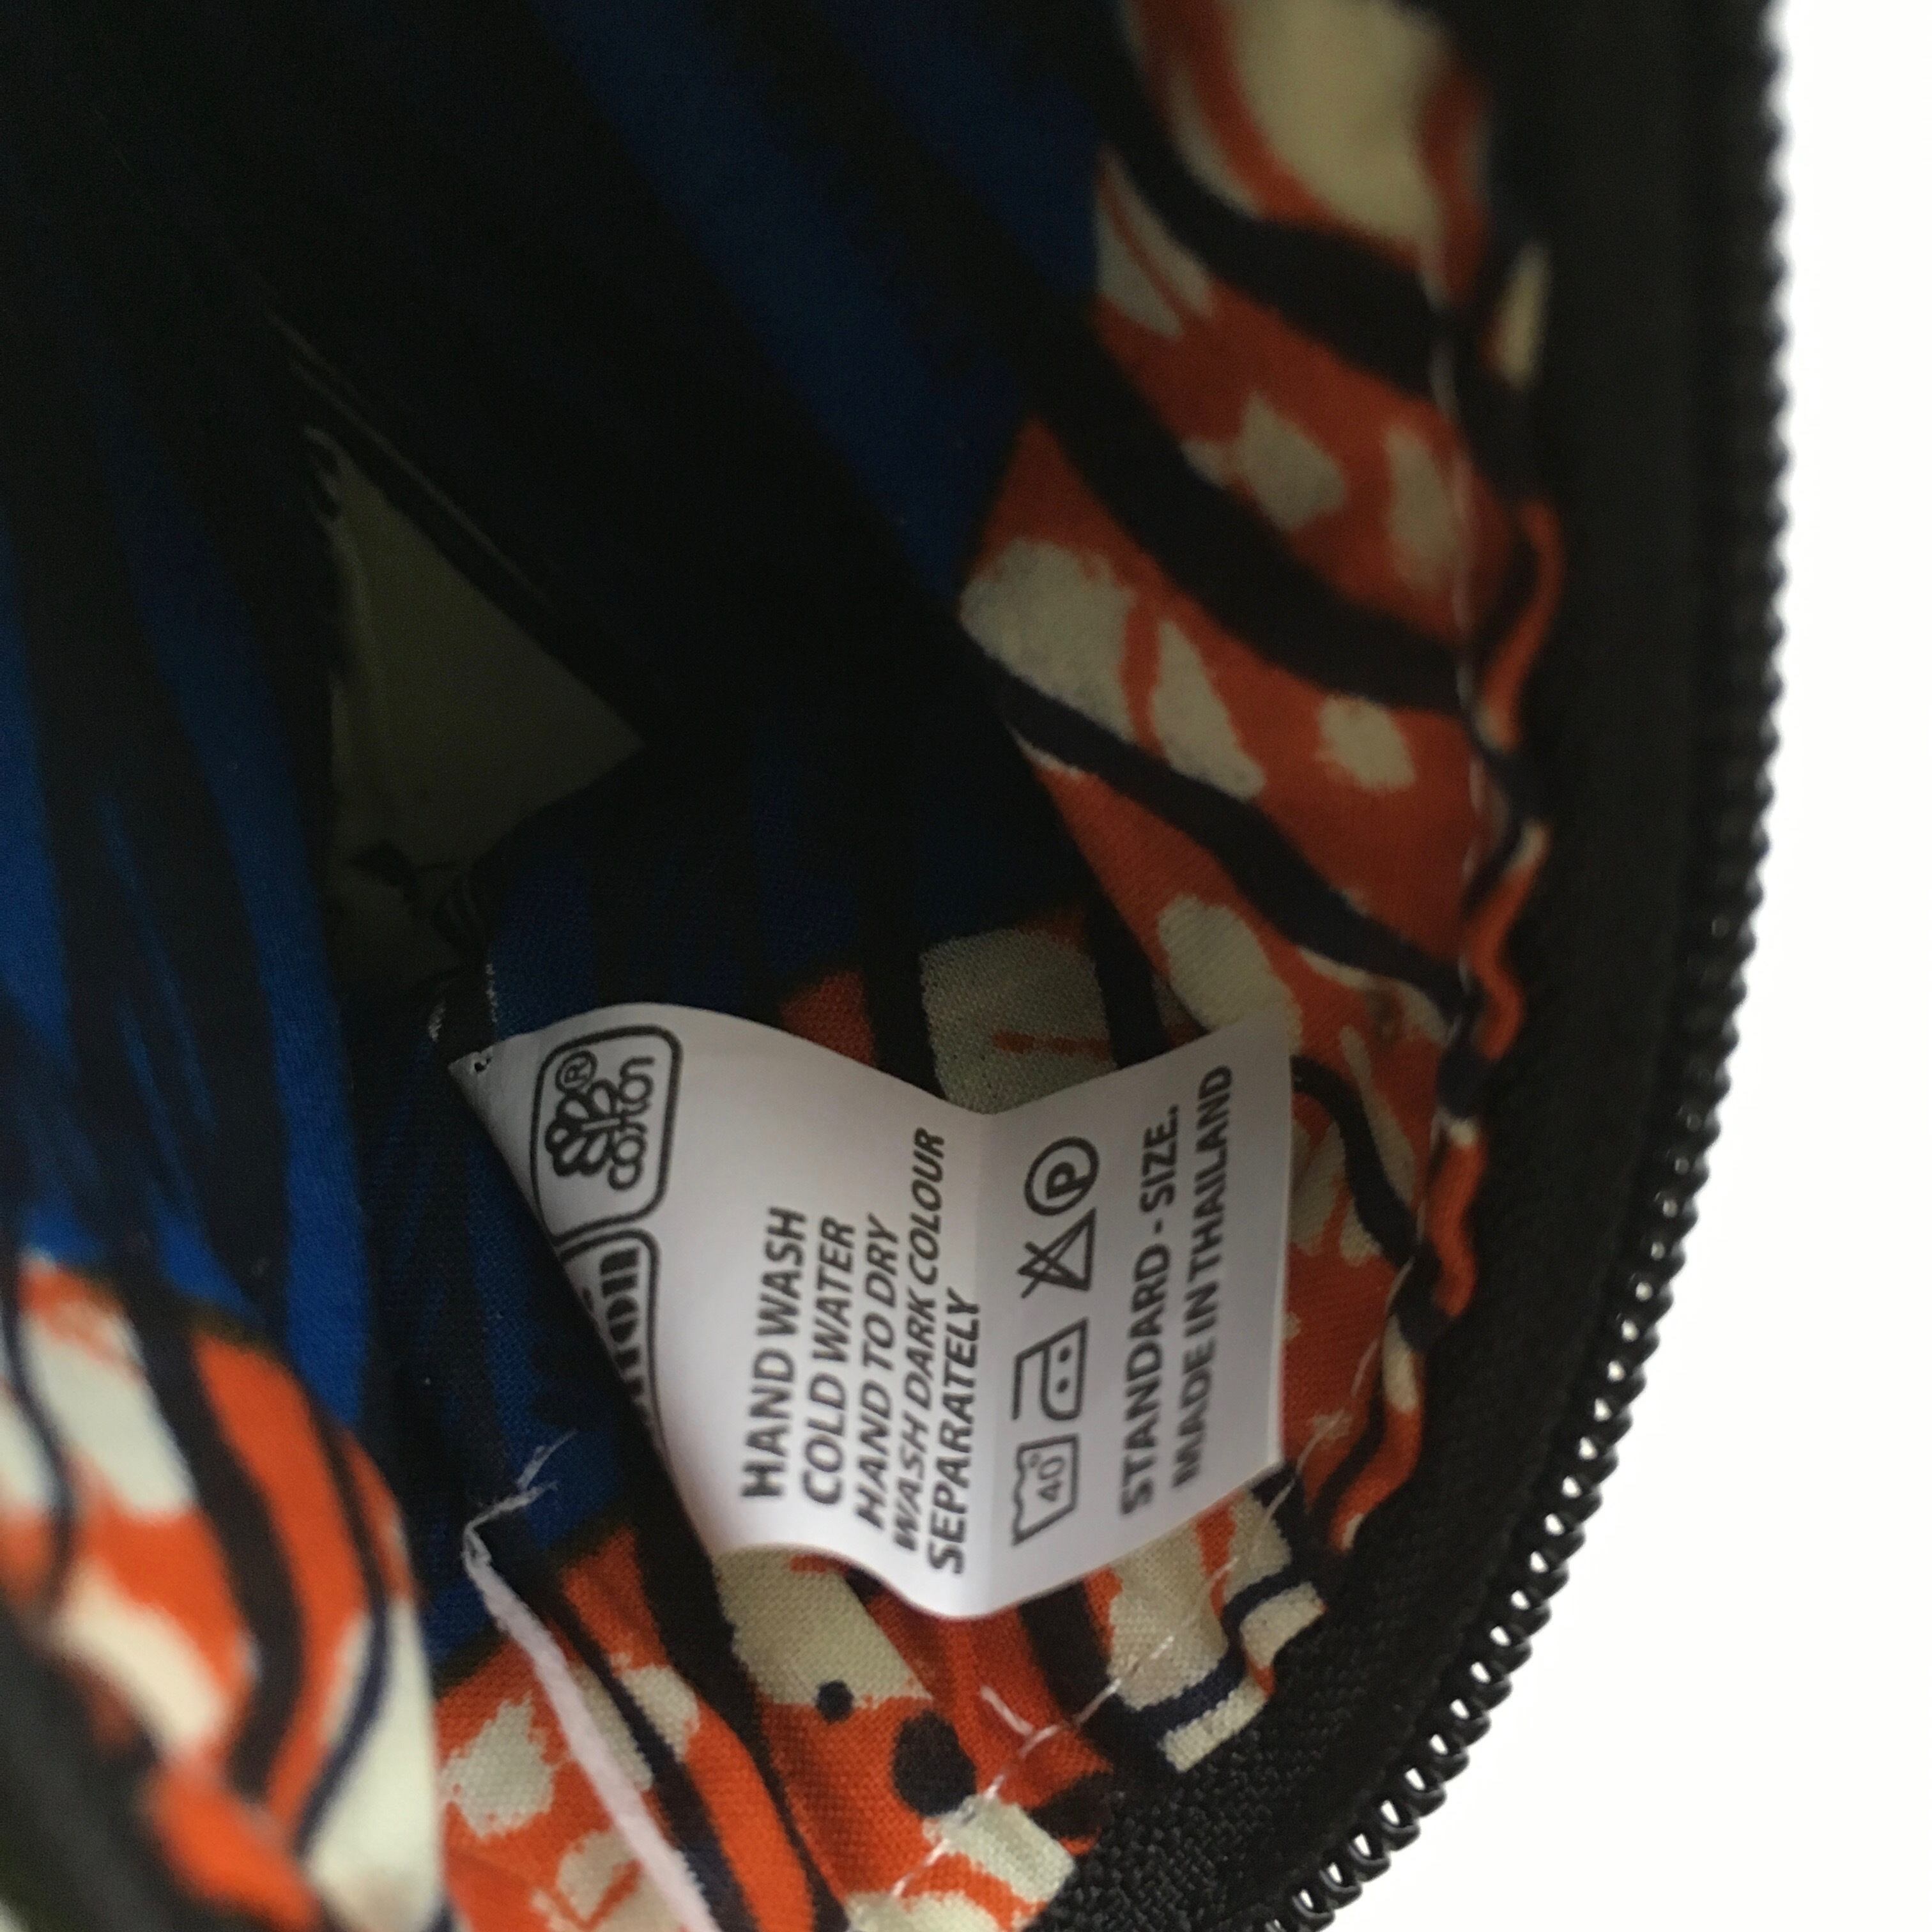 ®
cotton
HAND WASH
COLD WATER
HAND TO DRY
WASH DARK COLOUR
SEPARATELY
40° P
STANDARD - SIZE.
MADE IN THAILAND